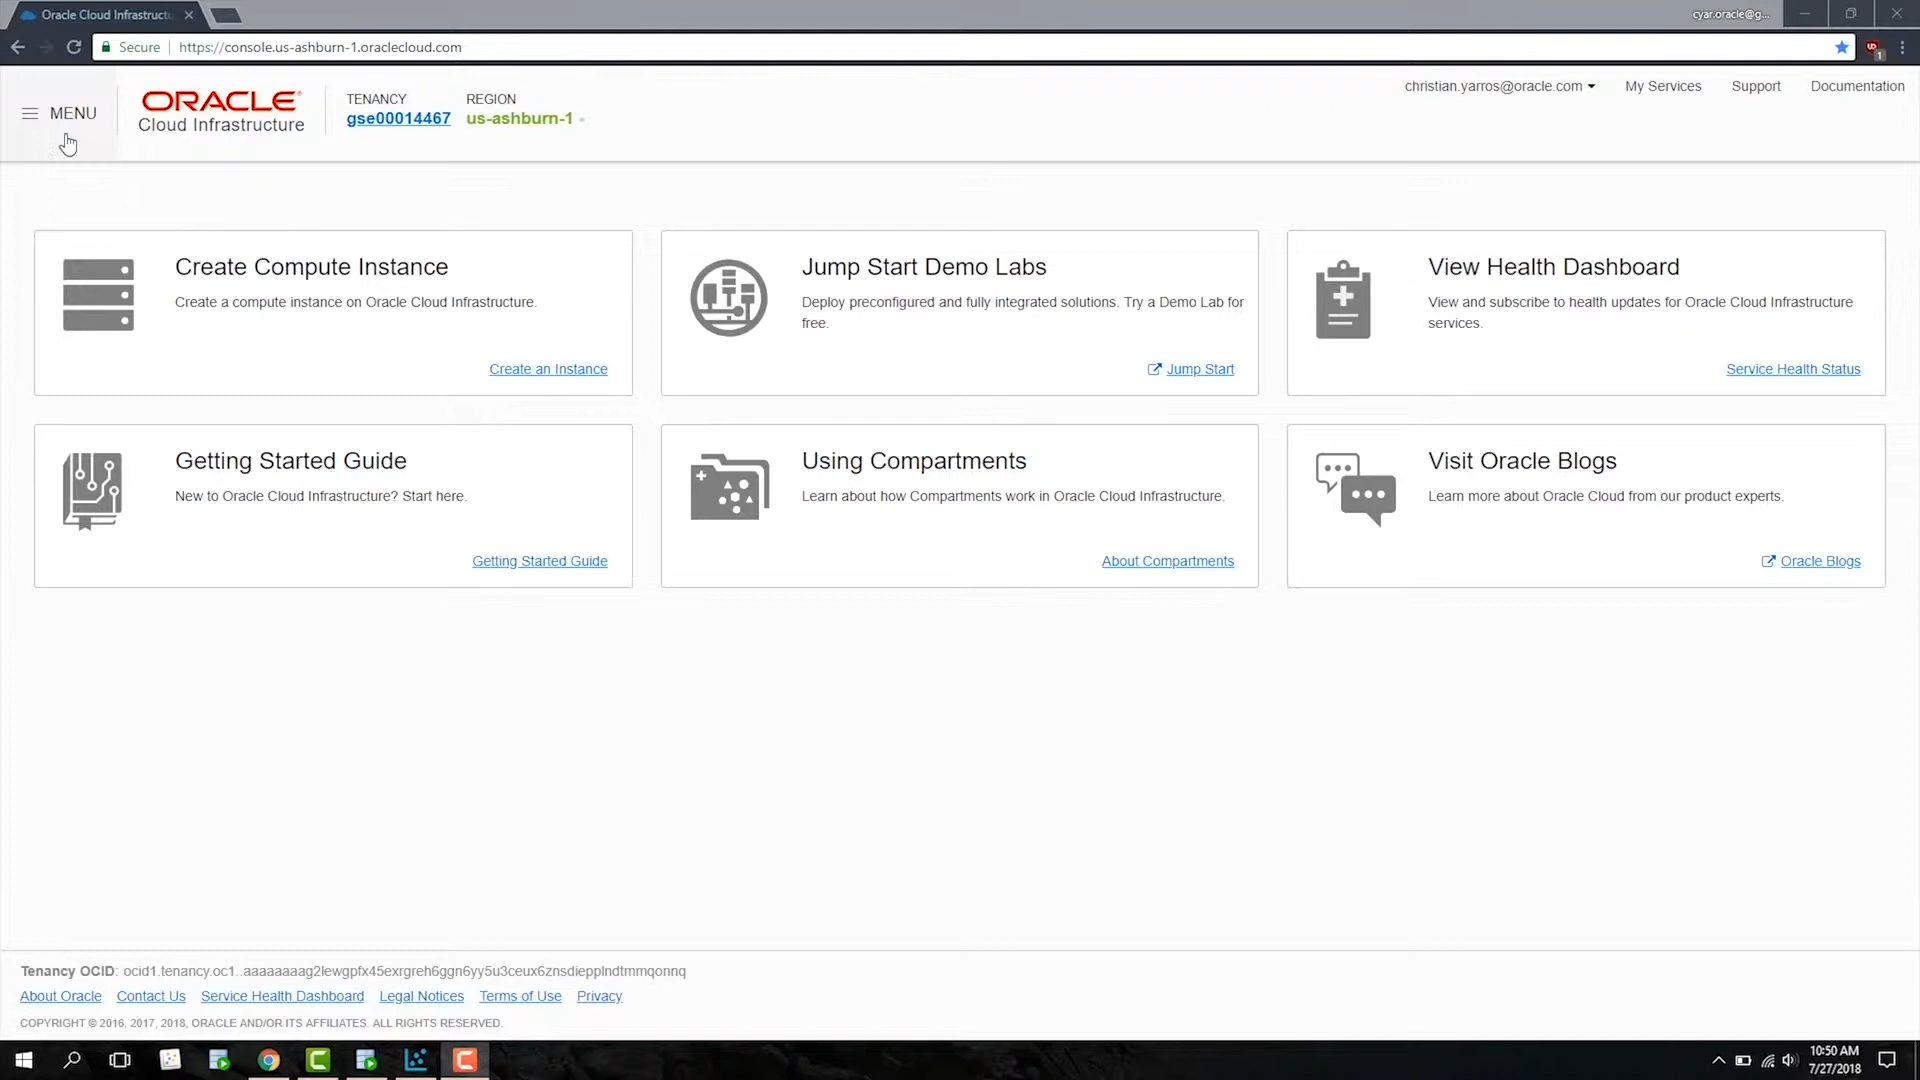 Oracle Cloud Infrastructu
cyar.oracle@g...
Secure | https://console.us-ashburn-1.oraclecloud.com
1
MENU
ORACLE
Cloud Infrastructure
TENANCY
gse00014467
REGION
us-ashburn-1
christian.yarros@oracle.com
My Services
Support
Documentation
Create Compute Instance
Create a compute instance on Oracle Cloud Infrastructure.
Create an Instance
Jump Start Demo Labs
Deploy preconfigured and fully integrated solutions. Try a Demo Lab for
free.
Jump Start
View Health Dashboard
View and subscribe to health updates for Oracle Cloud Infrastructure
services.
Service Health Status
Getting Started Guide
New to Oracle Cloud Infrastructure? Start here.
Getting Started Guide
Using Compartments
Learn about how Compartments work in Oracle Cloud Infrastructure.
About Compartments
Visit Oracle Blogs
Learn more about Oracle Cloud from our product experts.
Oracle Blogs
Tenancy OCID: ocid1.tenancy.oc1..aaaaaaaag2lewgpfx45exrgreh6ggn6yy5u3ceux6znsdiepplndtmmqonnq
About Oracle Contact Us Service Health Dashboard Legal Notices Terms of Use Privacy
COPYRIGHT © 2016, 2017, 2018, ORACLE AND/OR ITS AFFILIATES. ALL RIGHTS RESERVED.
10:50 AM
7/27/2018